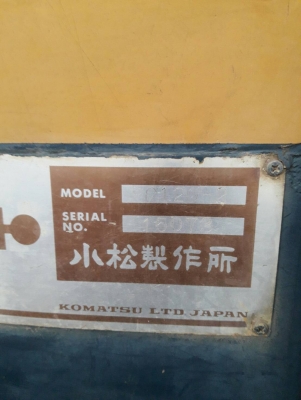 MODEL
SERIAL
NO.
小松製作所
KOMATSU LTD. JAPAN